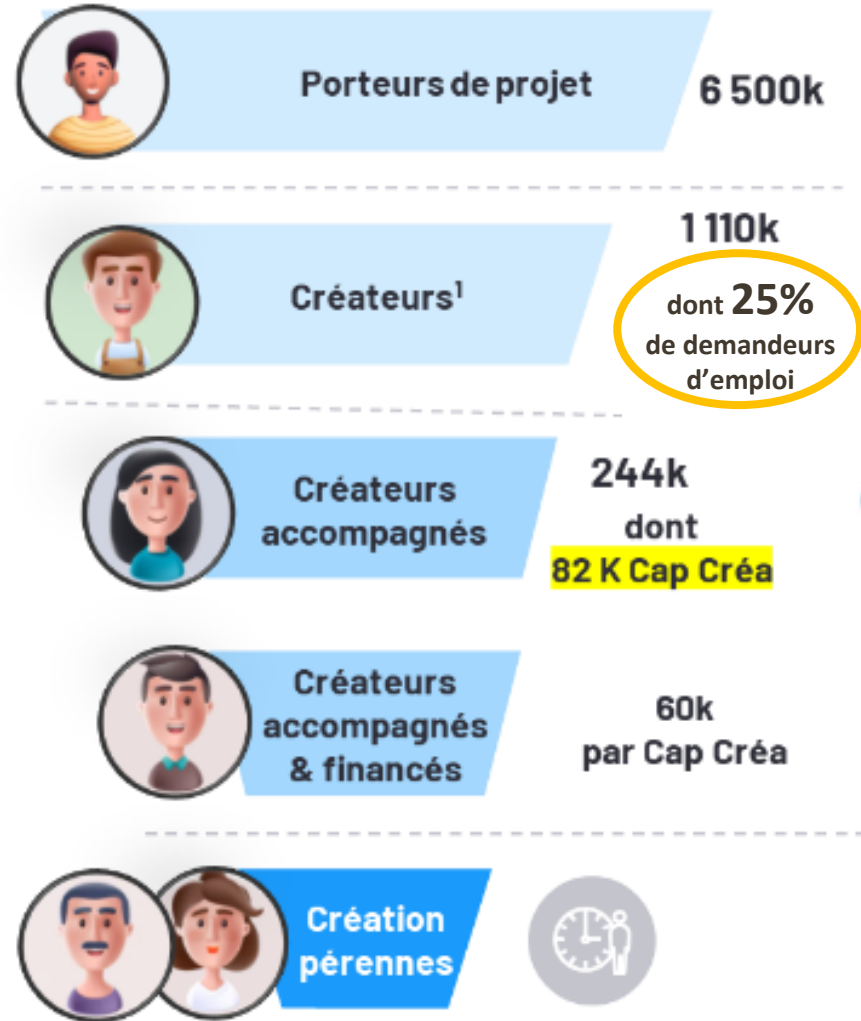 Porteurs de projet
6 500k
Créateurs¹
1 110k
dont 25%
de demandeurs
d’emploi
Créateurs
accompagnés
244k
dont
82 K Cap Créa
Créateurs
accompagnés
& financés
60k
par Cap Créa
Création
pérennes